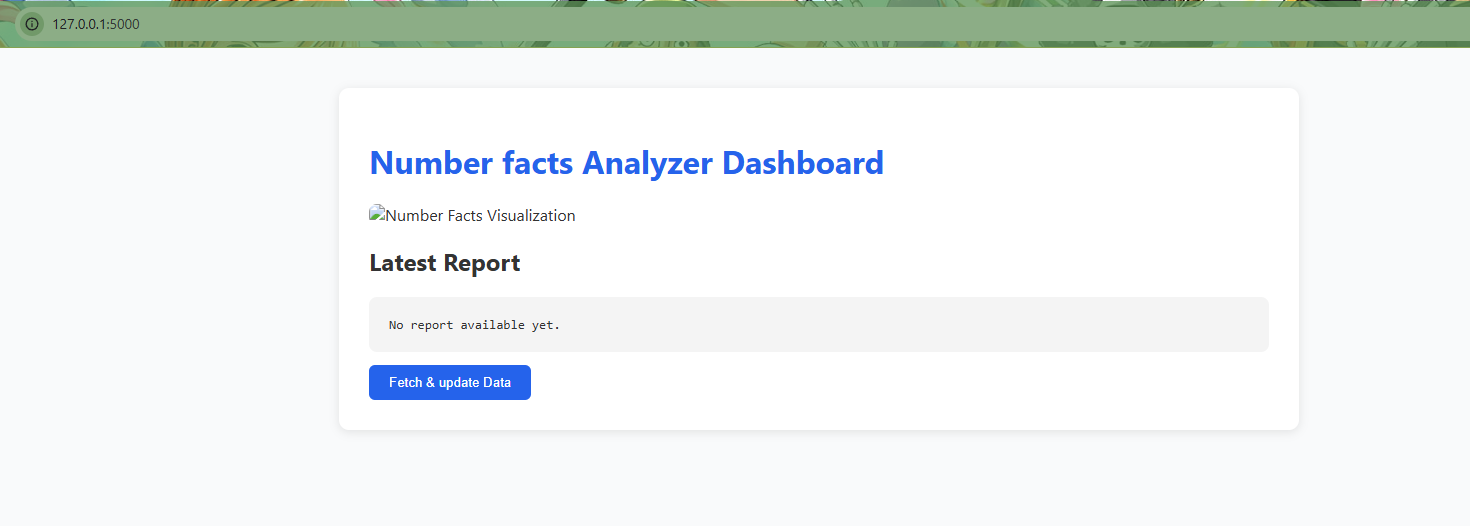 127.0.0.1:5000
Number facts Analyzer Dashboard
Number Facts Visualization
Latest Report
No report available yet.
Fetch & update Data